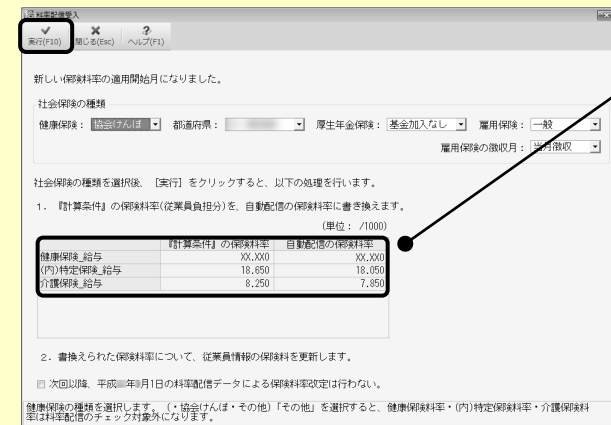 料率配信受入
実行(F10) 閉じる(Esc) ヘルプ(F1)
新しい保険料率の適用開始月になりました。
社会保険の種類
健康保険： 協会けんぽ 都道府県： 厚生年金保険： 基金加入なし 雇用保険： 一般
雇用保険の徴収月： 当月徴収
社会保険の種類を選択後、［実行］をクリックすると、以下の処理を行います。
1．『計算条件』の保険料率(従業員負担分)を、自動配信の保険料率に書き換えます。
(単位： /1000)
『計算条件』の保険料率 自動配信の保険料率
健康保険_給与 XX.XX0 XX.XX0
(内)特定保険_給与 18.650 18.050
介護保険_給与 8.250 7.850
2．書換えられた保険料率について、従業員情報の保険料を更新します。
次回以降、平成 年 月1日の料率配信データによる保険料率改定は行わない。
健康保険の種類を選択します。（・協会けんぽ・その他）「その他」を選択すると、健康保険料率・(内)特定保険料率・介護保険料
率は料率配信のチェック対象外になります。